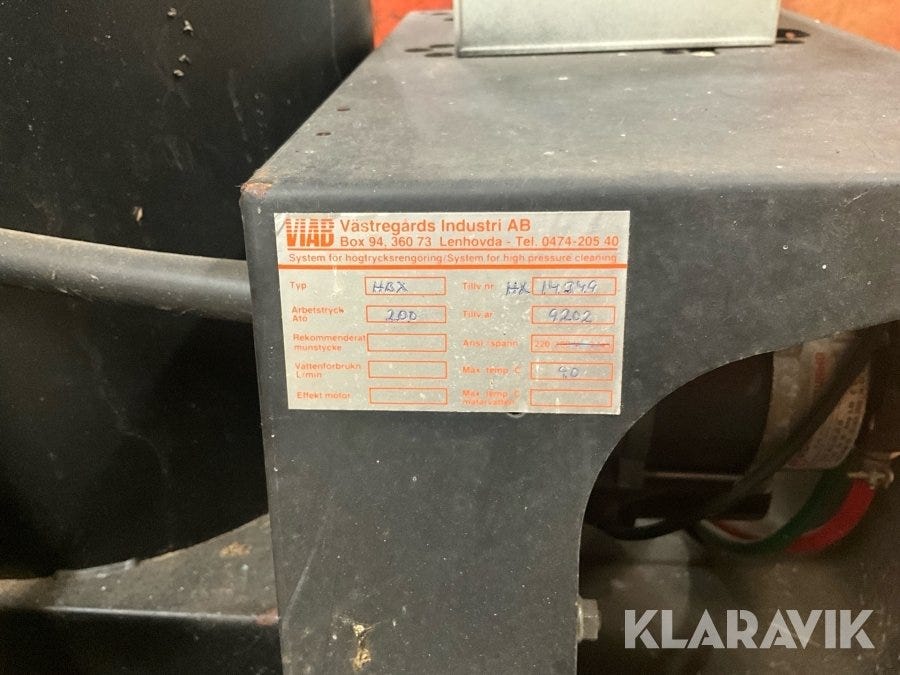 VIAB Västregårds Industri AB
Box 94, 360 73 Lenhovda - Tel. 0474-205 40
System för högtrycksrengöring/System for high pressure cleaning
Typ HBX Tillv nr. HX 14249
Arbetstryck Ato 200 Tillv.år 9202
Rekommenderat munstycke Ansl./spänn 220
Vattenförbrukn L/min Max. temp °C 90
Effekt motor Max. temp °C matarvatten
KLARAVIK